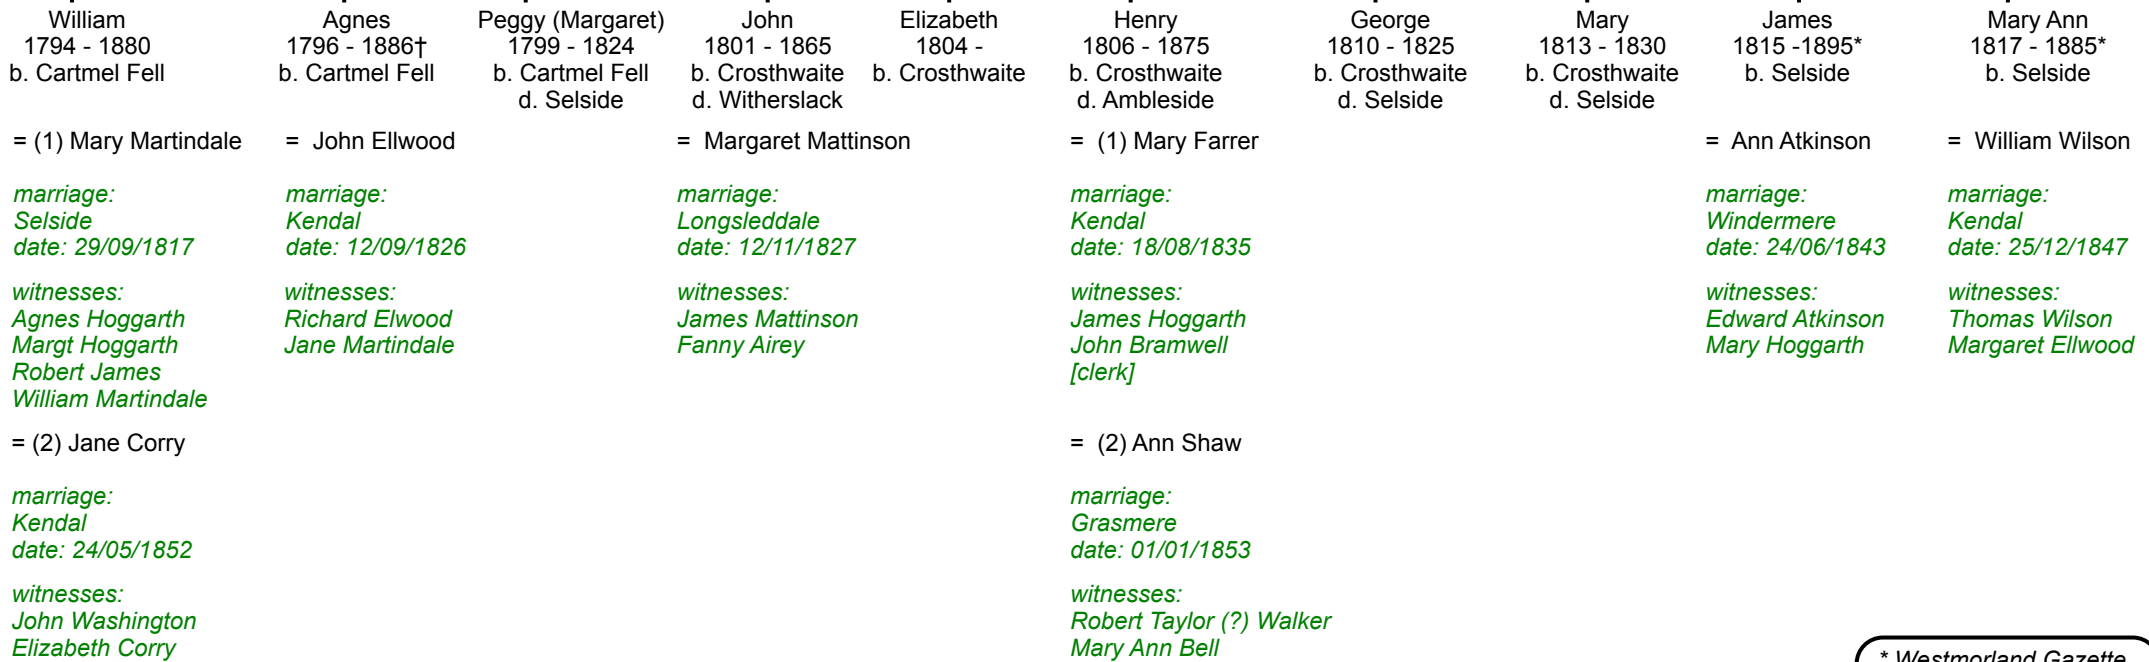 William
1794 - 1880
b. Cartmel Fell
= (1) Mary Martindale
marriage:
Selside
date: 29/09/1817
witnesses:
Agnes Hoggarth
Margt Hoggarth
Robert James
William Martindale
= (2) Jane Corry
marriage:
Kendal
date: 24/05/1852
witnesses:
John Washington
Elizabeth Corry
Agnes
1796 - 1886†
b. Cartmel Fell
= John Ellwood
marriage:
Kendal
date: 12/09/1826
witnesses:
Richard Elwood
Jane Martindale
Peggy (Margaret)
1799 - 1824
b. Cartmel Fell
d. Selside
John
1801 - 1865
b. Crosthwaite
d. Witherslack
= Margaret Mattinson
marriage:
Longsleddale
date: 12/11/1827
witnesses:
James Mattinson
Fanny Airey
Elizabeth
1804 -
b. Crosthwaite
Henry
1806 - 1875
b. Crosthwaite
d. Ambleside
= (1) Mary Farrer
marriage:
Kendal
date: 18/08/1835
witnesses:
James Hoggarth
John Bramwell
[clerk]
= (2) Ann Shaw
marriage:
Grasmere
date: 01/01/1853
witnesses:
Robert Taylor (?) Walker
Mary Ann Bell
George
1810 - 1825
b. Crosthwaite
d. Selside
Mary
1813 - 1830
b. Crosthwaite
d. Selside
James
1815 -1895*
b. Selside
= Ann Atkinson
marriage:
Windermere
date: 24/06/1843
witnesses:
Edward Atkinson
Mary Hoggarth
Mary Ann
1817 - 1885*
b. Selside
= William Wilson
marriage:
Kendal
date: 25/12/1847
witnesses:
Thomas Wilson
Margaret Ellwood
* Westmorland Gazette